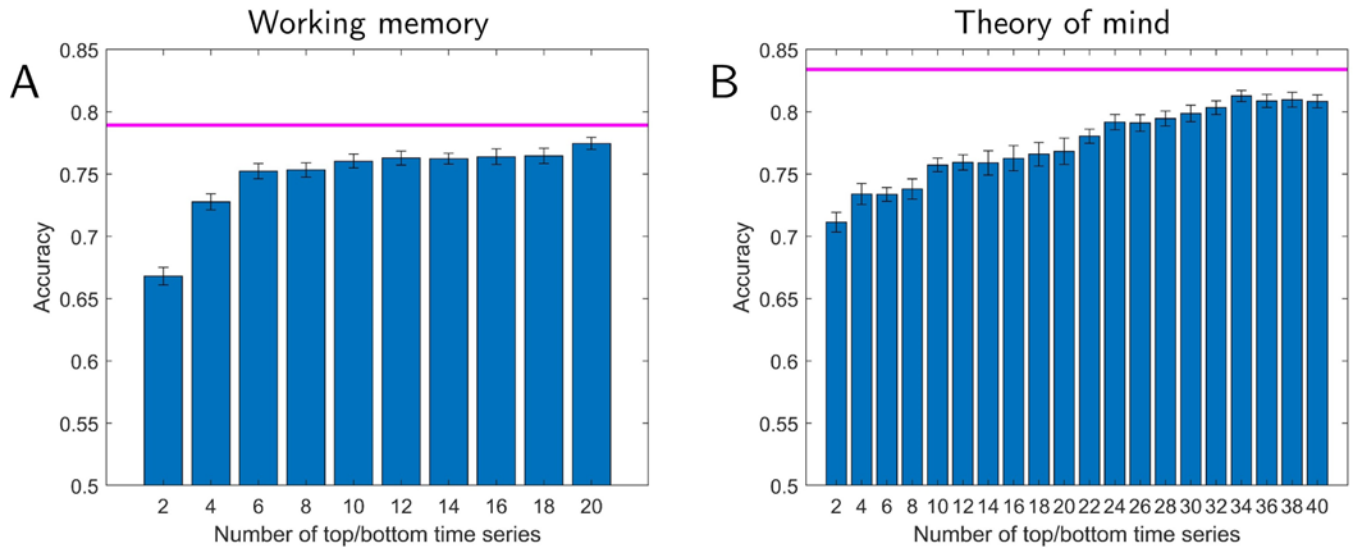 Working memory
A
0.85
0.8
0.75
0.7
0.65
0.6
0.55
0.5
Accuracy
2 4 6 8 10 12 14 16 18 20
Number of top/bottom time series
Theory of mind
B
0.85
0.8
0.75
0.7
0.65
0.6
0.55
0.5
Accuracy
2 4 6 8 10 12 14 16 18 20 22 24 26 28 30 32 34 36 38 40
Number of top/bottom time series